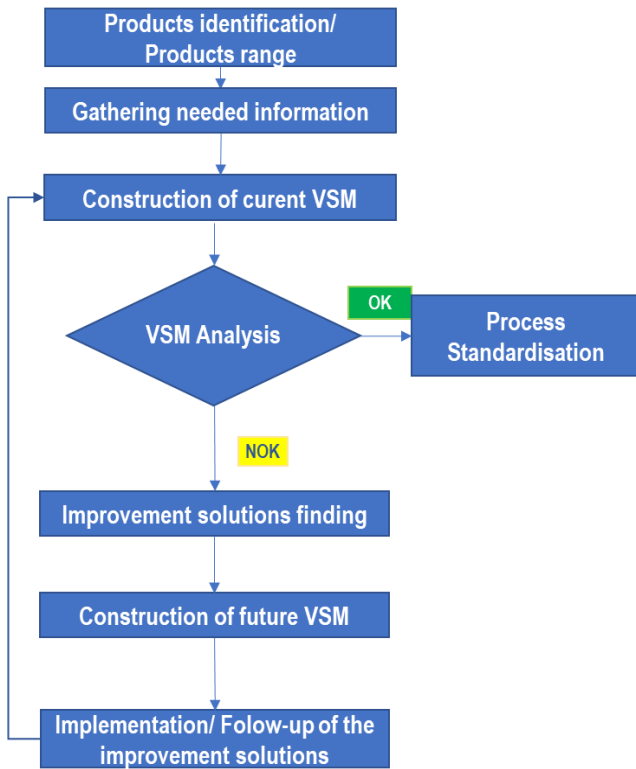 Products identification/
Products range
Gathering needed information
Construction of curent VSM
VSM Analysis
OK
Process
Standardisation
NOK
Improvement solutions finding
Construction of future VSM
Implementation/ Folow-up of the
improvement solutions